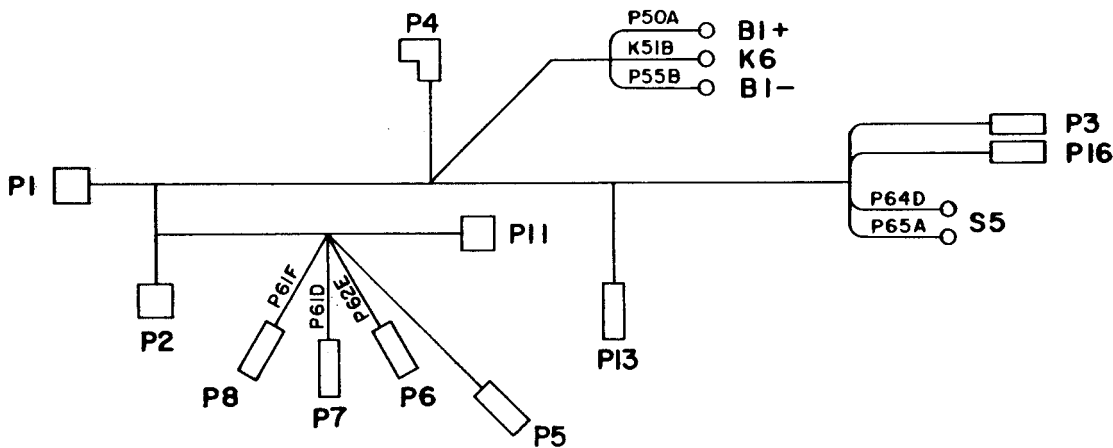 P4
P50A
B1+
K51B
K6
P55B
B1-
P3
P16
P1
P64D
S5
P65A
P11
P61F
P61D
P62E
P2
P13
P8
P7
P6
P5